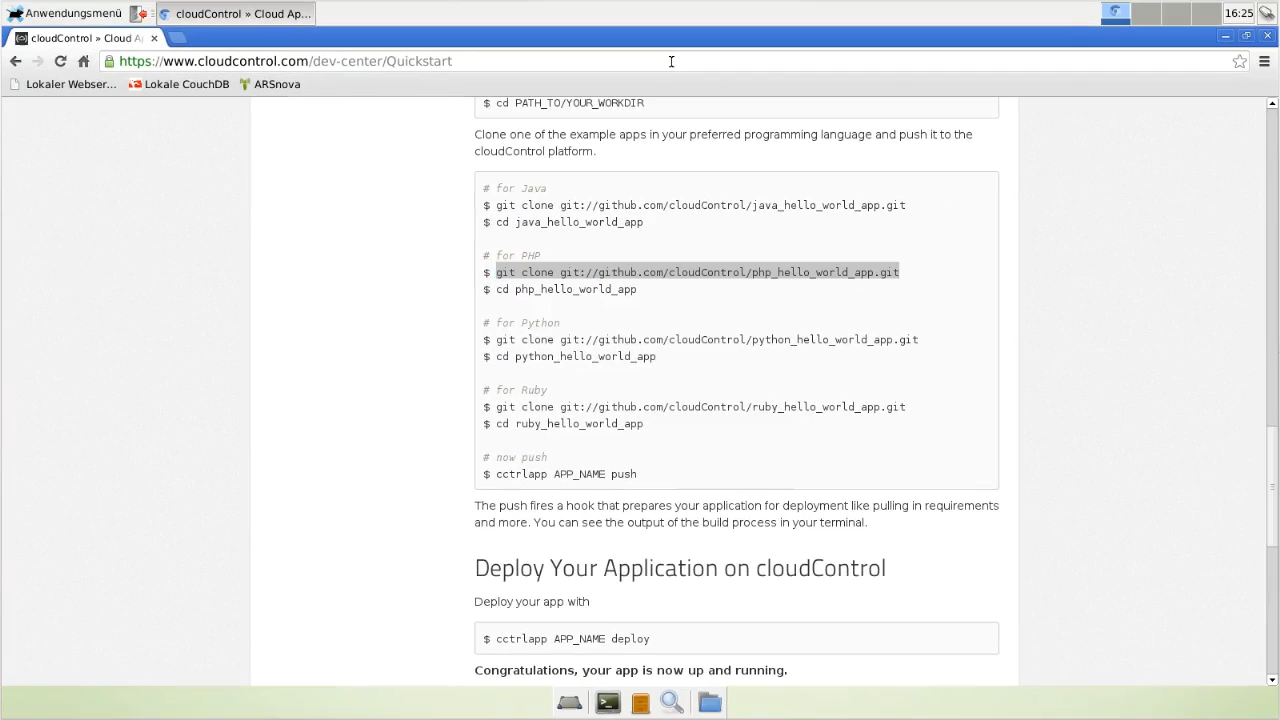 Anwendungsmenü
cloudControl » Cloud Ap...
16:25
cloudControl » Cloud A
https://www.cloudcontrol.com/dev-center/Quickstart
Lokaler Webser...
Lokale CouchDB
ARSnova
$ cd PATH_TO/YOUR_WORKDIR
Clone one of the example apps in your preferred programming language and push it to the
cloudControl platform.
# for Java
$ git clone git://github.com/cloudControl/java_hello_world_app.git
$ cd java_hello_world_app
# for PHP
$ git clone git://github.com/cloudControl/php_hello_world_app.git
$ cd php_hello_world_app
# for Python
$ git clone git://github.com/cloudControl/python_hello_world_app.git
$ cd python_hello_world_app
# for Ruby
$ git clone git://github.com/cloudControl/ruby_hello_world_app.git
$ cd ruby_hello_world_app
# now push
$ cctrlapp APP_NAME push
The push fires a hook that prepares your application for deployment like pulling in requirements
and more. You can see the output of the build process in your terminal.
Deploy Your Application on cloudControl
Deploy your app with
$ cctrlapp APP_NAME deploy
Congratulations, your app is now up and running.